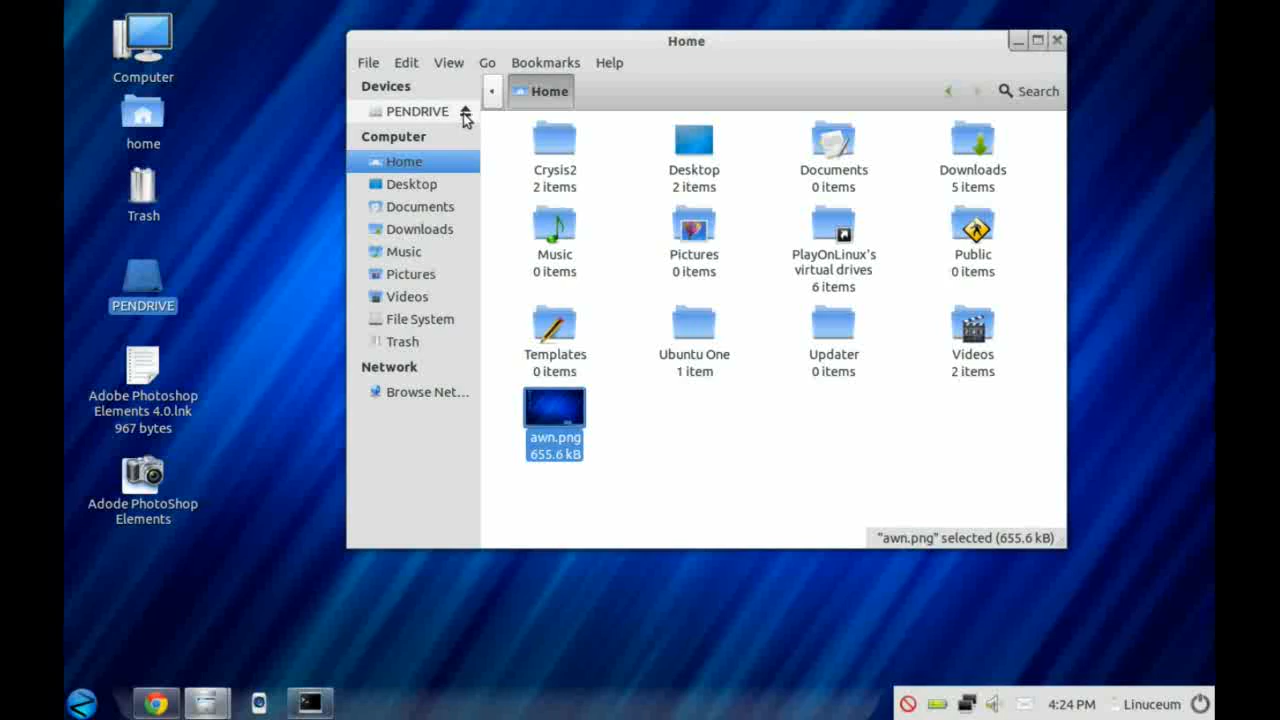 Computer
home
Trash
PENDRIVE
Adobe Photoshop
Elements 4.0.lnk
967 bytes
Adode PhotoShop
Elements
Home
File Edit View Go Bookmarks Help
Devices
PENDRIVE
Computer
Home
Desktop
Documents
Downloads
Music
Pictures
Videos
File System
Trash
Network
Browse Net...
Home
Search
Crysis2
2 items
Desktop
2 items
Documents
0 items
Downloads
5 items
Music
0 items
Pictures
0 items
PlayOnLinux's
virtual drives
6 items
Public
0 items
Templates
0 items
Ubuntu One
1 item
Updater
0 items
Videos
2 items
awn.png
655.6 kB
"awn.png" selected (655.6 kB)
4:24 PM Linuceum